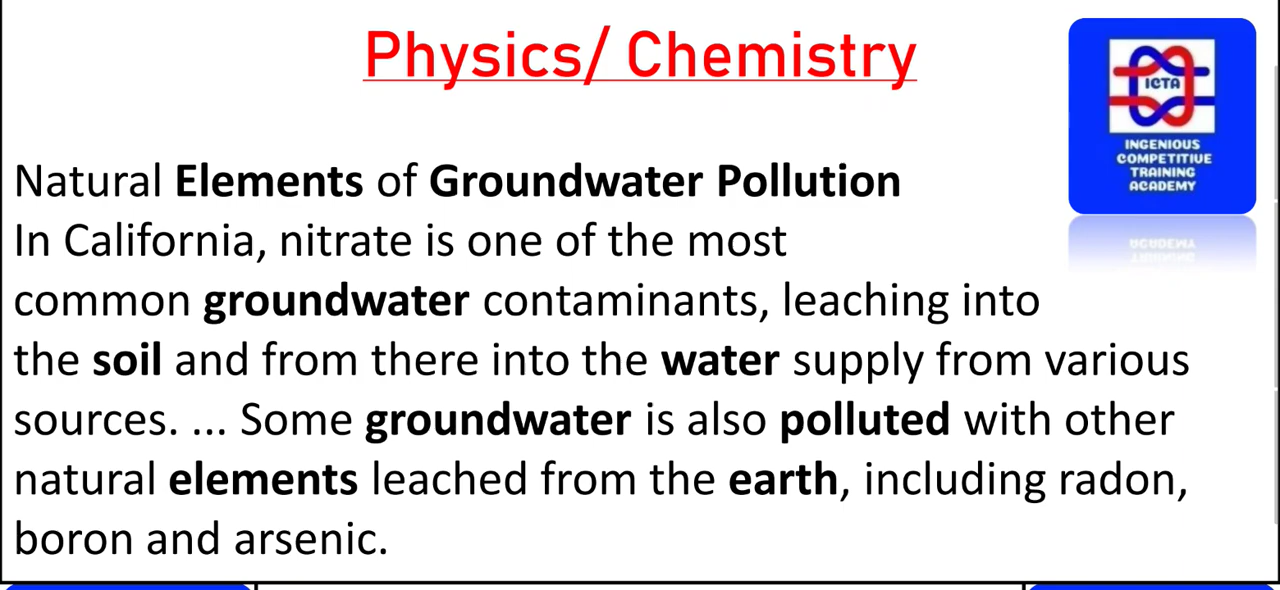 Physics/ Chemistry
ICTA
INGENIOUS
COMPETITIVE
TRAINING
ACADEMY
Natural Elements of Groundwater Pollution
In California, nitrate is one of the most
common groundwater contaminants, leaching into
the soil and from there into the water supply from various
sources. ... Some groundwater is also polluted with other
natural elements leached from the earth, including radon,
boron and arsenic.